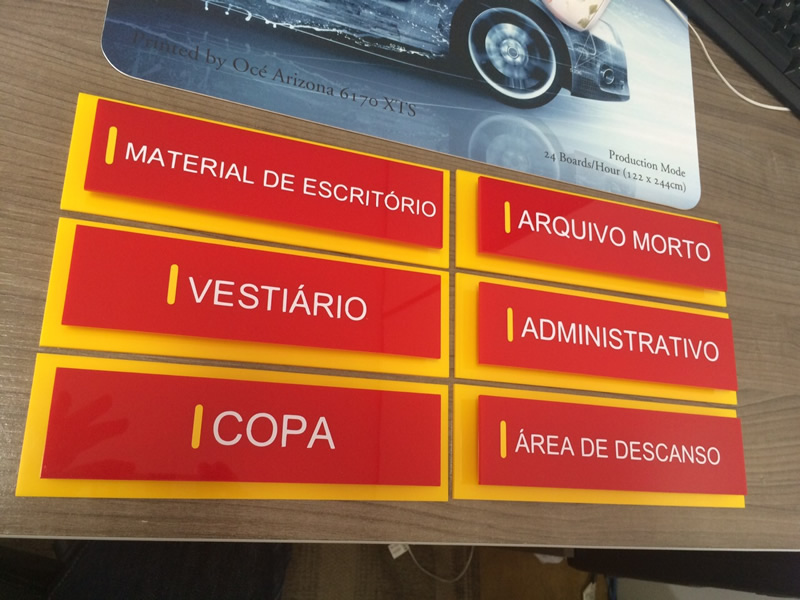 Printed by Océ Arizona 6170 XTS
Production Mode
24 Boards/Hour (122 x 244cm)
MATERIAL DE ESCRITÓRIO
ARQUIVO MORTO
VESTIÁRIO
ADMINISTRATIVO
COPA
ÁREA DE DESCANSO